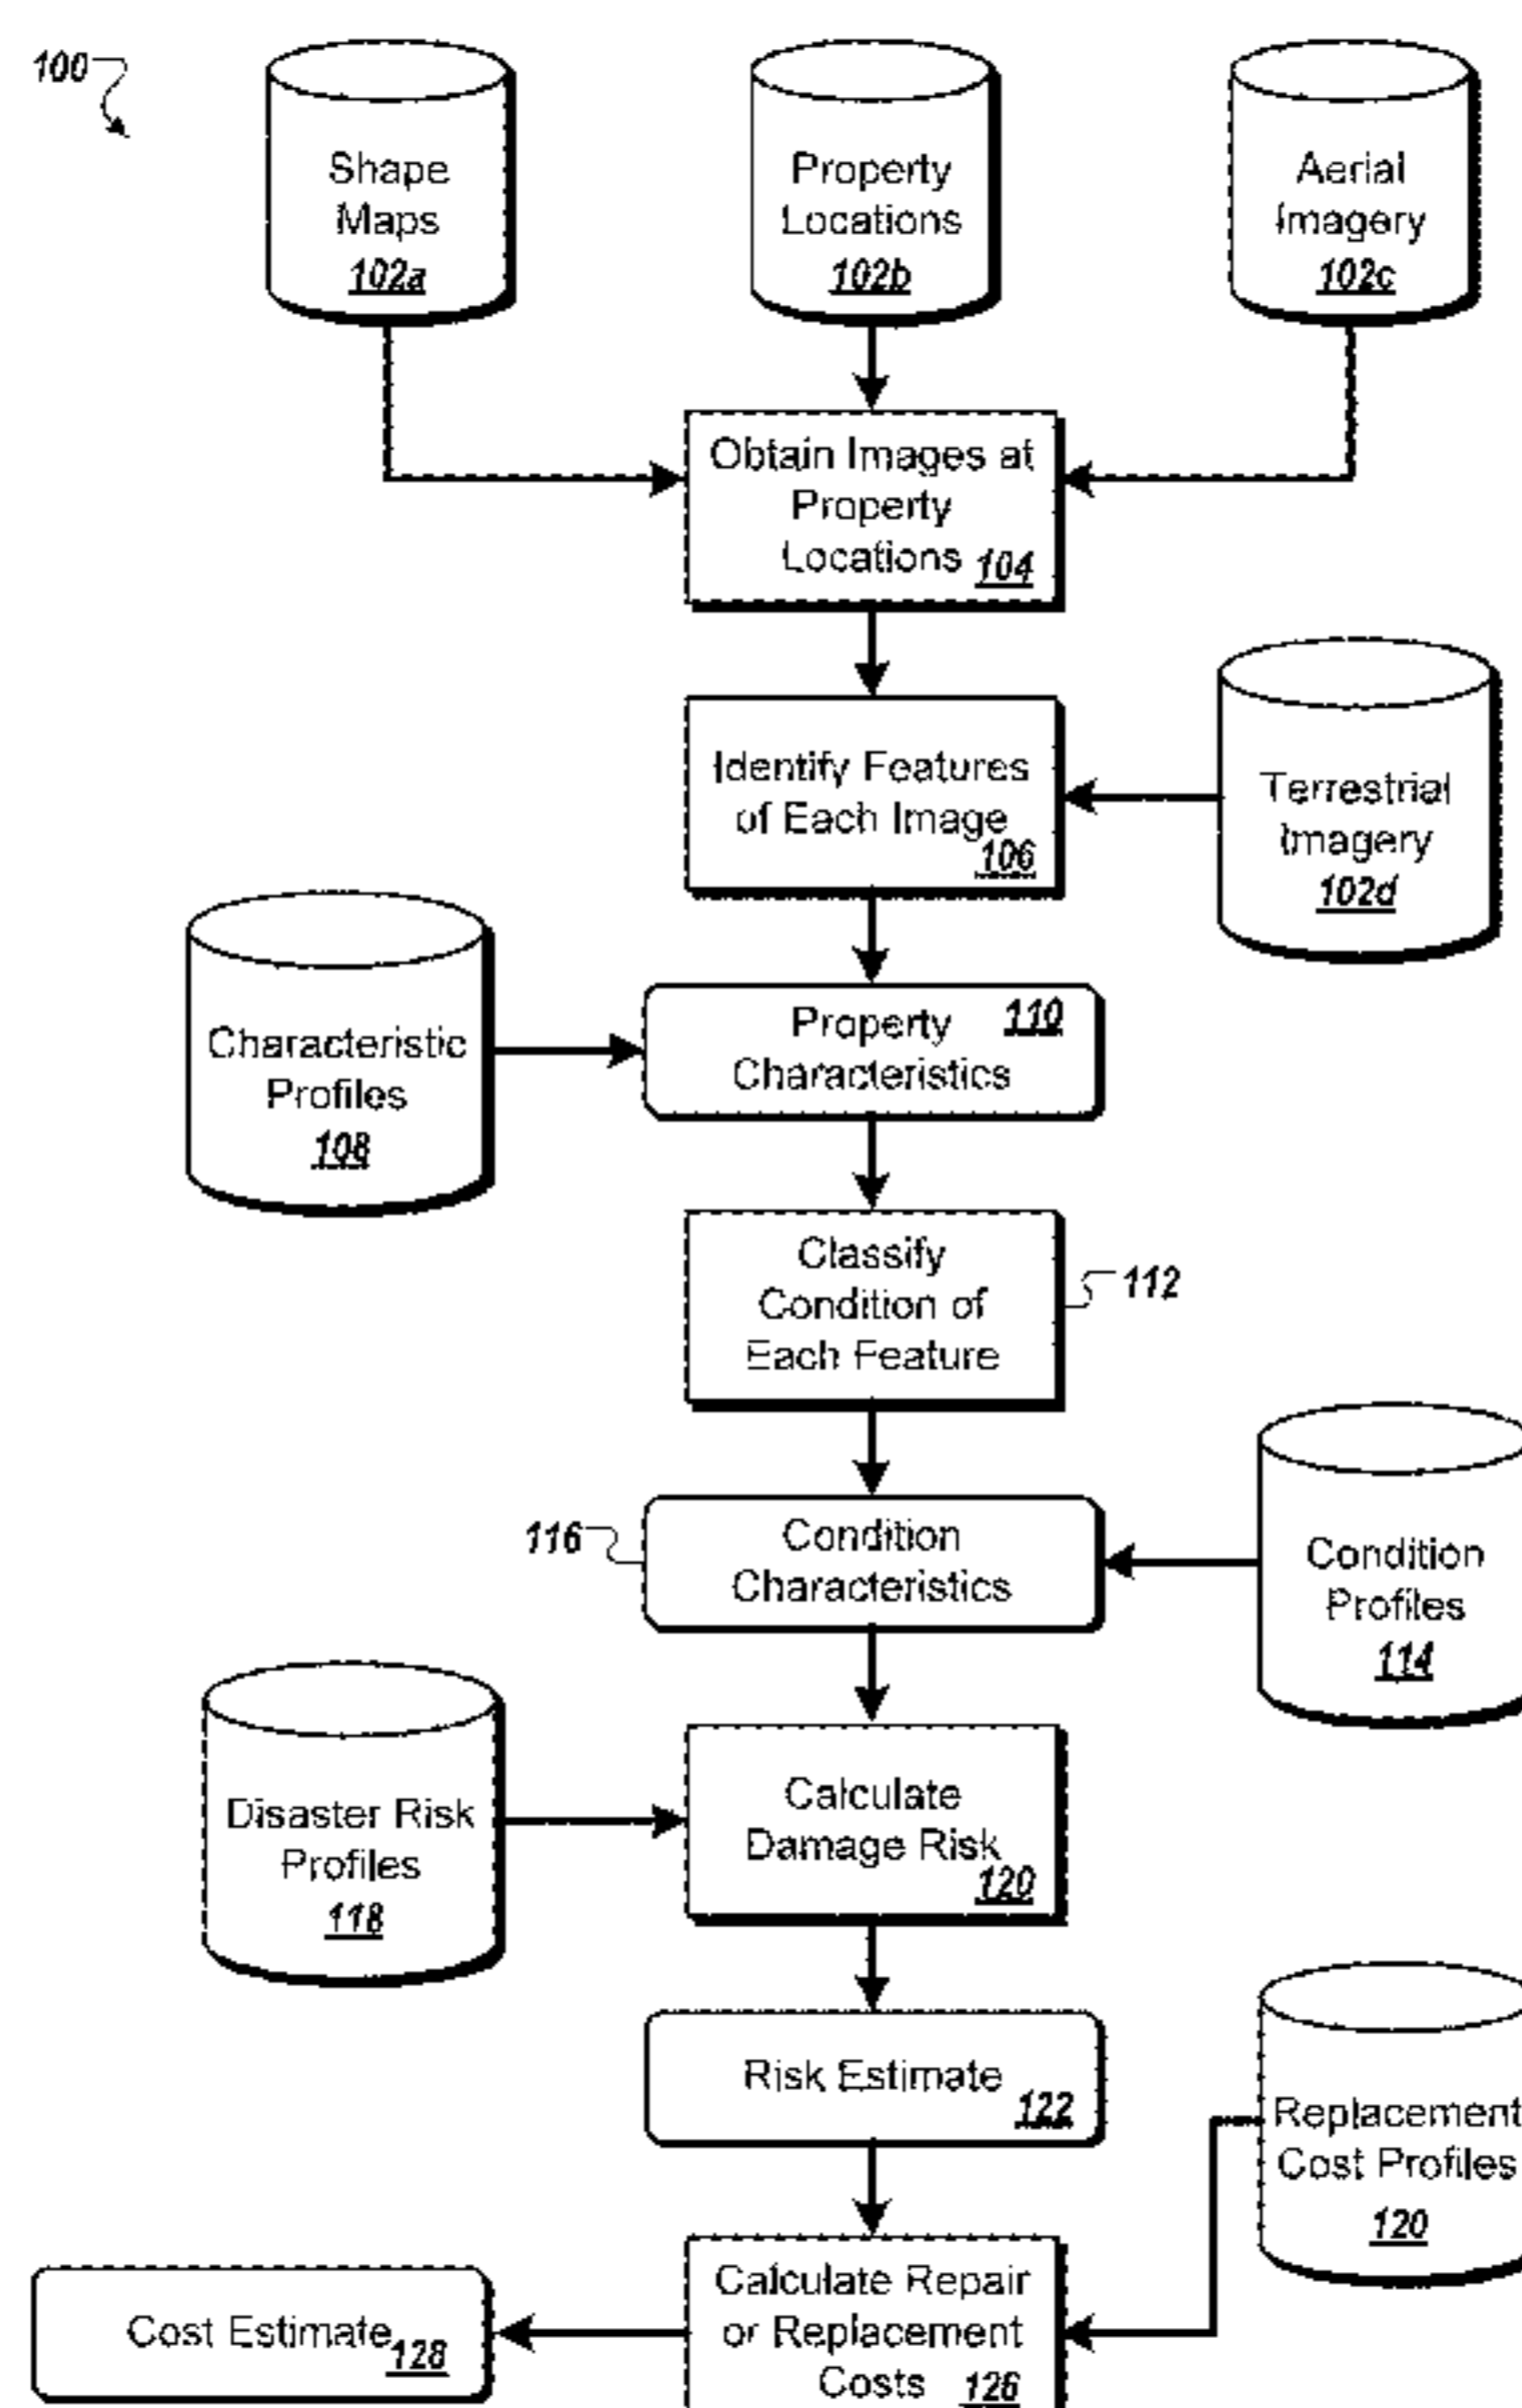 100
Shape
Maps
102a
Property
Locations
102b
Aerial
Imagery
102c
Obtain Images at
Property
Locations 104
Identify Features
of Each Image
106
Terrestrial
Imagery
102d
Characteristic
Profiles
108
Property 110
Characteristics
Classify
Condition of
Each Feature
112
116
Condition
Characteristics
Condition
Profiles
114
Disaster Risk
Profiles
118
Calculate
Damage Risk
120
Risk Estimate
122
Replacement
Cost Profiles
120
Cost Estimate 128
Calculate Repair
or Replacement
Costs 126